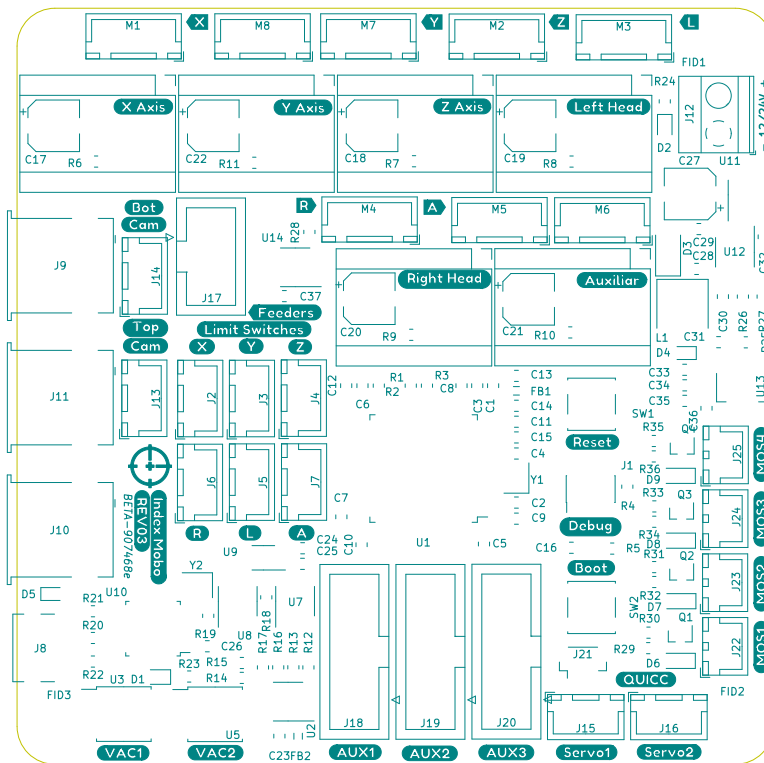 M1 X M8 M7 Y M2 Z M3 L
FID1
R24
X Axis Y Axis Z Axis Left Head
J12
12/24V +
D2
C17 R6 C22 R11 C18 R7 C19 R8
C27 U11
Bot
Cam
R M4 A M5 M6
U14 R28
D3 C29 U12
C28
C32
J9 J14 J17 C37
Right Head Auxiliar
Feeders
Limit Switches
C20 R9 C21 R10
C30 R26 R27
Top
Cam
X Y Z
L1 C31
D4
C12 R1 R3 C13
R2 C8 FB1
C33
C34
C35
U13
J11 J13 J2 J3 J4
C6 C3 C1 C14
C11
C15
C4
SW1 C36
R35
Reset
MOS4
J25
J6 J5 J7
Y1 J1
R36
D9
J10
REV03
Index Mobo
BETA-907468e
C7 C2
C9
R4
R33 Q3
J24
MOS3
R L A
Debug
U9 C24
C25
C10 U1 C5 C16 R5
R34
D8
R31
Y2
Boot
Q2
J23
MOS2
D5 U10
R21
R20
U7
R18
SW2
R32
D7
R30
Q1
J8
R19
C26
U8
R17
R16
R13
R12
J22
MOS1
R22 R23 R15
R14
J21 R29 D6
U3 D1
FID3
QUICC
FID2
J18 J19 J20 J15 J16
U5 U2
C23 FB2
VAC1 VAC2 AUX1 AUX2 AUX3 Servo1 Servo2